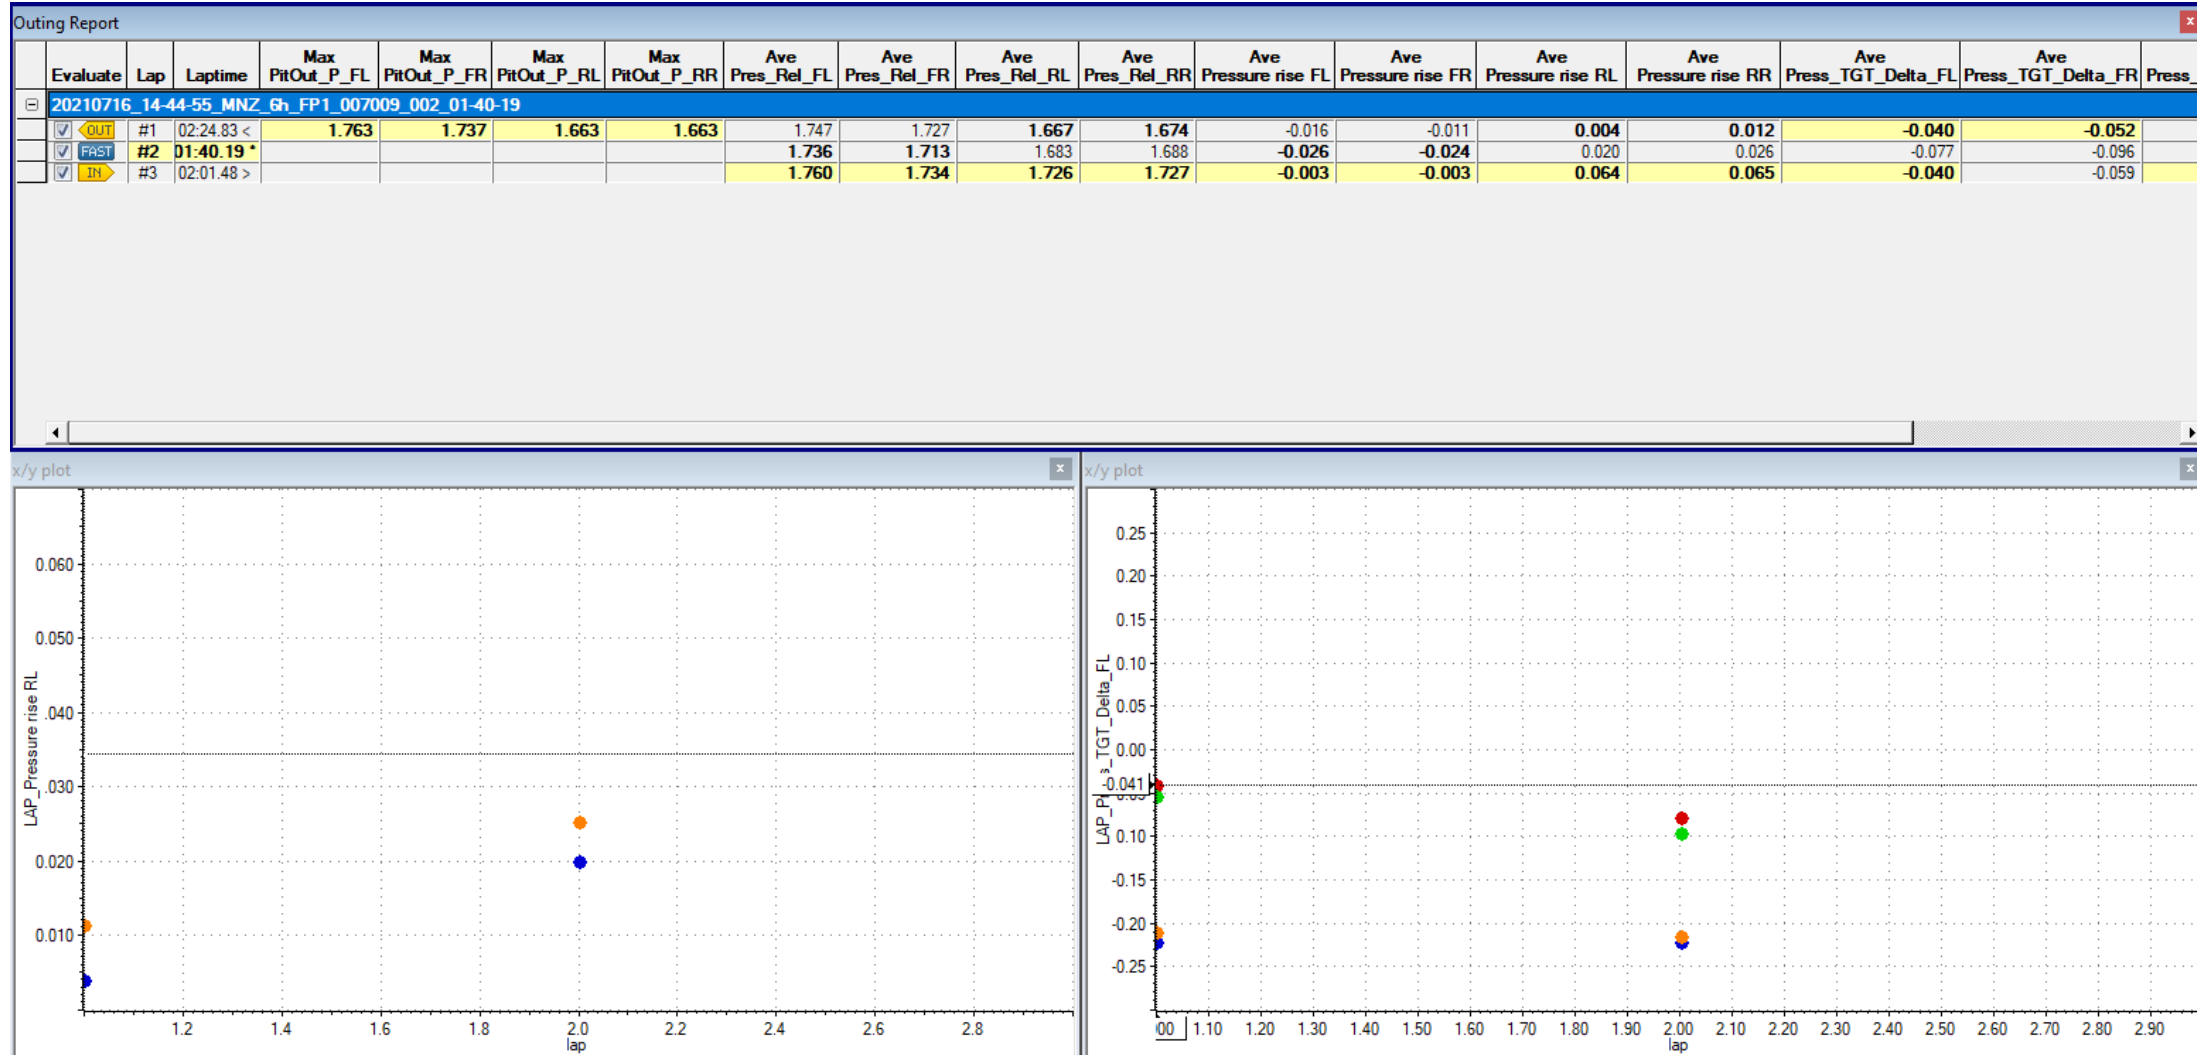 Outing Report
Evaluate Lap Laptime Max PitOut_P_FL Max PitOut_P_FR Max PitOut_P_RL Max PitOut_P_RR Ave Pres_Rel_FL Ave Pres_Rel_FR Ave Pres_Rel_RL Ave Pres_Rel_RR Ave Pressure rise FL Ave Pressure rise FR Ave Pressure rise RL Ave Pressure rise RR Ave Press_TGT_Delta_FL Ave Press_TGT_Delta_FR Press_
20210716_14-44-55_MNZ_6h_FP1_007009_002_01-40-19
OUT #1 02:24.83 < 1.763 1.737 1.663 1.663 1.747 1.727 1.667 1.674 -0.016 -0.011 0.004 0.012 -0.040 -0.052
FAST #2 01:40.19 * 1.736 1.713 1.683 1.688 -0.026 -0.024 0.020 0.026 -0.077 -0.096
IN #3 02:01.48 > 1.760 1.734 1.726 1.727 -0.003 -0.003 0.064 0.065 -0.040 -0.059
x/y plot
0.060
0.050
.040
.030
0.020
0.010
LAP_Pressure rise RL
1.2 1.4 1.6 1.8 2.0 2.2 2.4 2.6 2.8
lap
x/y plot
0.25
0.20
0.15
0.10
0.05
0.00
-0.041
0.10
-0.15
-0.20
-0.25
s_TGT_Delta_FL
00 1.10 1.20 1.30 1.40 1.50 1.60 1.70 1.80 1.90 2.00 2.10 2.20 2.30 2.40 2.50 2.60 2.70 2.80 2.90
lap